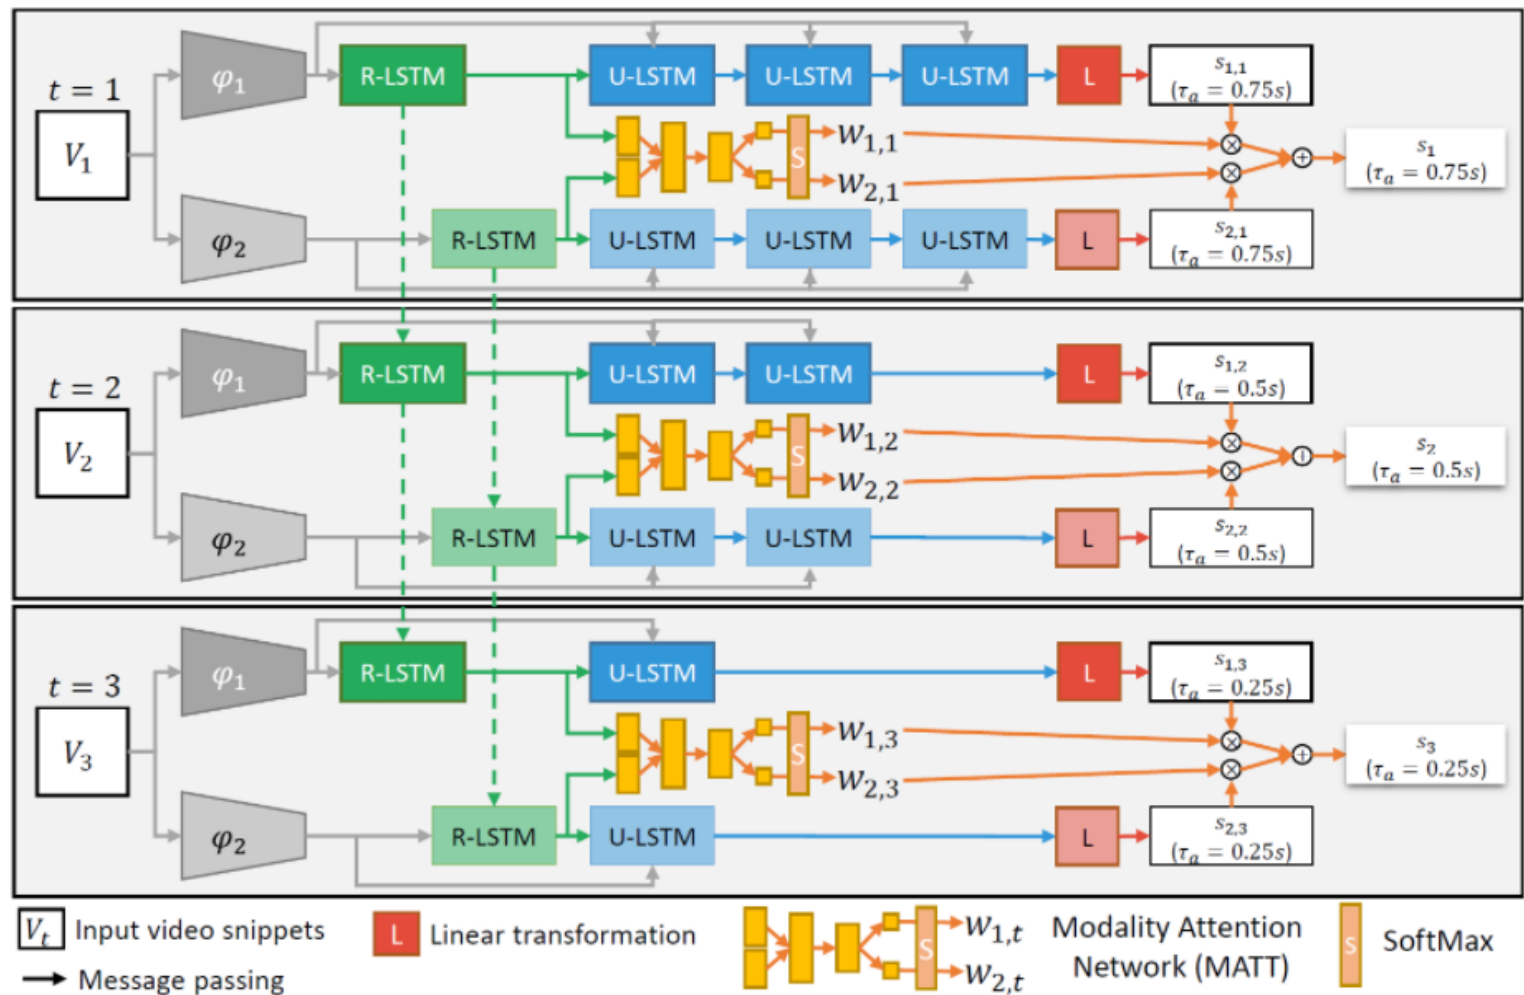 t = 1
V₁
φ₁
R-LSTM
U-LSTM
U-LSTM
U-LSTM
L
s₁,₁
(τₐ = 0.75s)
S
w₁,₁
w₂,₁
s₁
(τₐ = 0.75s)
φ₂
R-LSTM
U-LSTM
U-LSTM
U-LSTM
L
s₂,₁
(τₐ = 0.75s)
t = 2
V₂
φ₁
R-LSTM
U-LSTM
U-LSTM
L
s₁,₂
(τₐ = 0.5s)
S
w₁,₂
w₂,₂
s₂
(τₐ = 0.5s)
φ₂
R-LSTM
U-LSTM
U-LSTM
L
s₂,₂
(τₐ = 0.5s)
t = 3
V₃
φ₁
R-LSTM
U-LSTM
L
s₁,₃
(τₐ = 0.25s)
S
w₁,₃
w₂,₃
s₃
(τₐ = 0.25s)
φ₂
R-LSTM
U-LSTM
L
s₂,₃
(τₐ = 0.25s)
Vₜ Input video snippets
Message passing
L Linear transformation
S
w₁,ₜ
w₂,ₜ
Modality Attention
Network (MATT)
S SoftMax